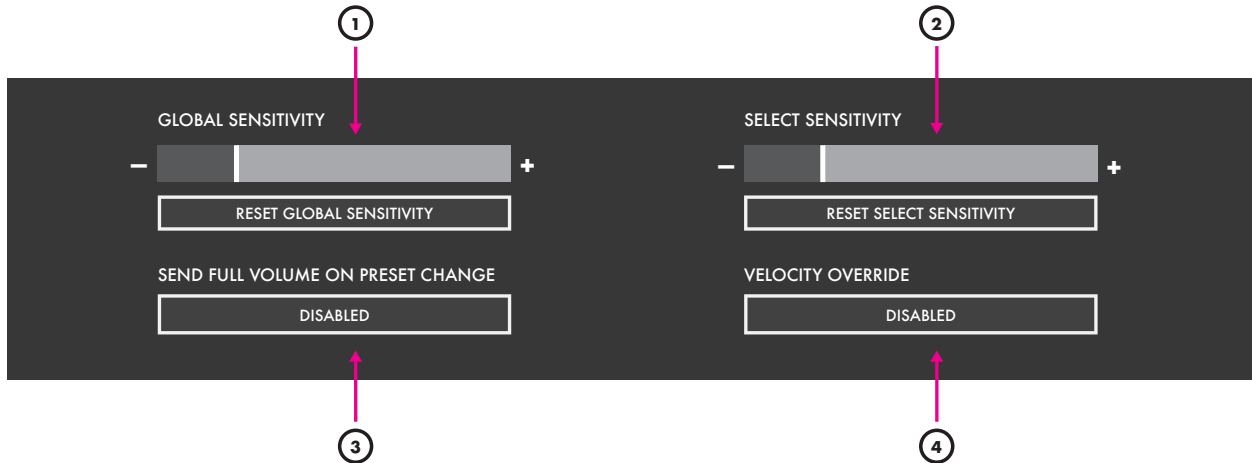 1
2
GLOBAL SENSITIVITY
SELECT SENSITIVITY
– +
– +
RESET GLOBAL SENSITIVITY
RESET SELECT SENSITIVITY
SEND FULL VOLUME ON PRESET CHANGE
VELOCITY OVERRIDE
DISABLED
DISABLED
3
4